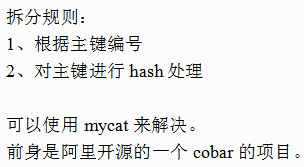 拆分规则：
1、根据主键编号
2、对主键进行 hash 处理
可以使用 mycat 来解决。
前身是阿里开源的一个 cobar 的项目。